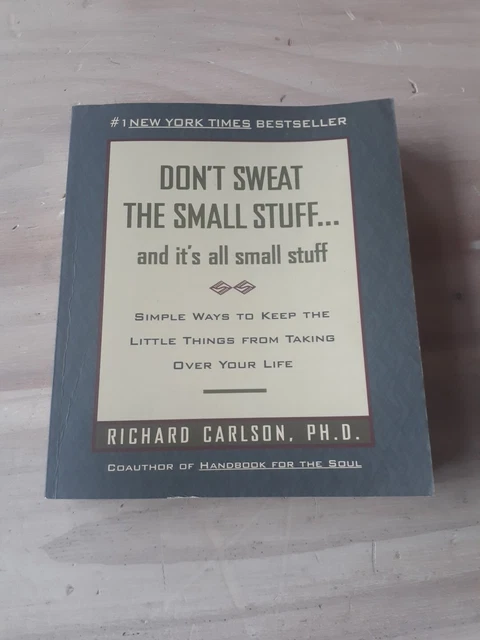 #1 NEW YORK TIMES BESTSELLER
DON'T SWEAT
THE SMALL STUFF...
and it's all small stuff
SIMPLE WAYS TO KEEP THE
LITTLE THINGS FROM TAKING
OVER YOUR LIFE
RICHARD CARLSON, PH.D.
COAUTHOR OF HANDBOOK FOR THE SOUL